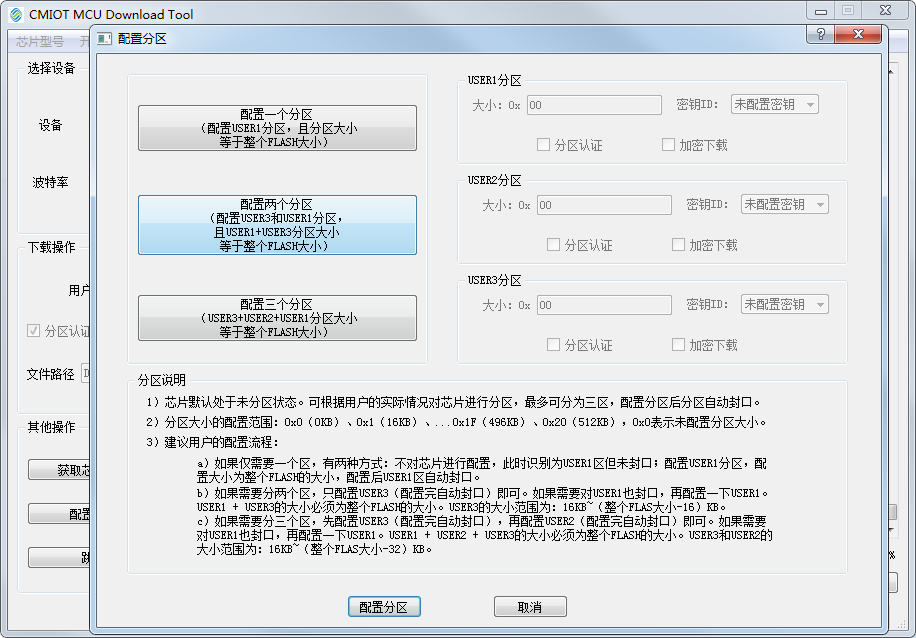 CMIOT MCU Download Tool
芯片型号
配置分区
选择设备
设备
波特率
下载操作
用户
分区认证
文件路径
其他操作
获取芯
配置
配置一个分区
（配置USER1分区，且分区大小
等于整个FLASH大小）
配置两个分区
（配置USER3和USER1分区，
且USER1+USER3分区大小
等于整个FLASH大小）
配置三个分区
（USER3+USER2+USER1分区大小
等于整个FLASH大小）
USER1分区
大小：0x 00 密钥ID： 未配置密钥
分区认证 加密下载
USER2分区
大小：0x 00 密钥ID： 未配置密钥
分区认证 加密下载
USER3分区
大小：0x 00 密钥ID： 未配置密钥
分区认证 加密下载
分区说明
1）芯片默认处于未分区状态。可根据用户的实际情况对芯片进行分区，最多可分为三区，配置分区后分区自动封口。
2）分区大小的配置范围：0x0（0KB）、0x1（16KB）、...0x1F（496KB）、0x20（512KB），0x0表示未配置分区大小。
3）建议用户的配置流程：
a）如果仅需要一个区，有两种方式：不对芯片进行配置，此时识别为USER1区但未封口；配置USER1分区，配
置大小为整个FLASH的大小，配置后USER1区自动封口。
b）如果需要分两个区，只配置USER3（配置完自动封口）即可。如果需要对USER1也封口，再配置一下USER1。
USER1 + USER3的大小必须为整个FLASH的大小。USER3的大小范围为：16KB~（整个FLAS大小-16）KB。
c）如果需要分三个区，先配置USER3（配置完自动封口），再配置USER2（配置完自动封口）即可。如果需要
对USER1也封口，再配置一下USER1。USER1 + USER2 + USER3的大小必须为整个FLASH的大小。USER3和USER2的
大小范围为：16KB~（整个FLAS大小-32）KB。
配置分区
取消
%